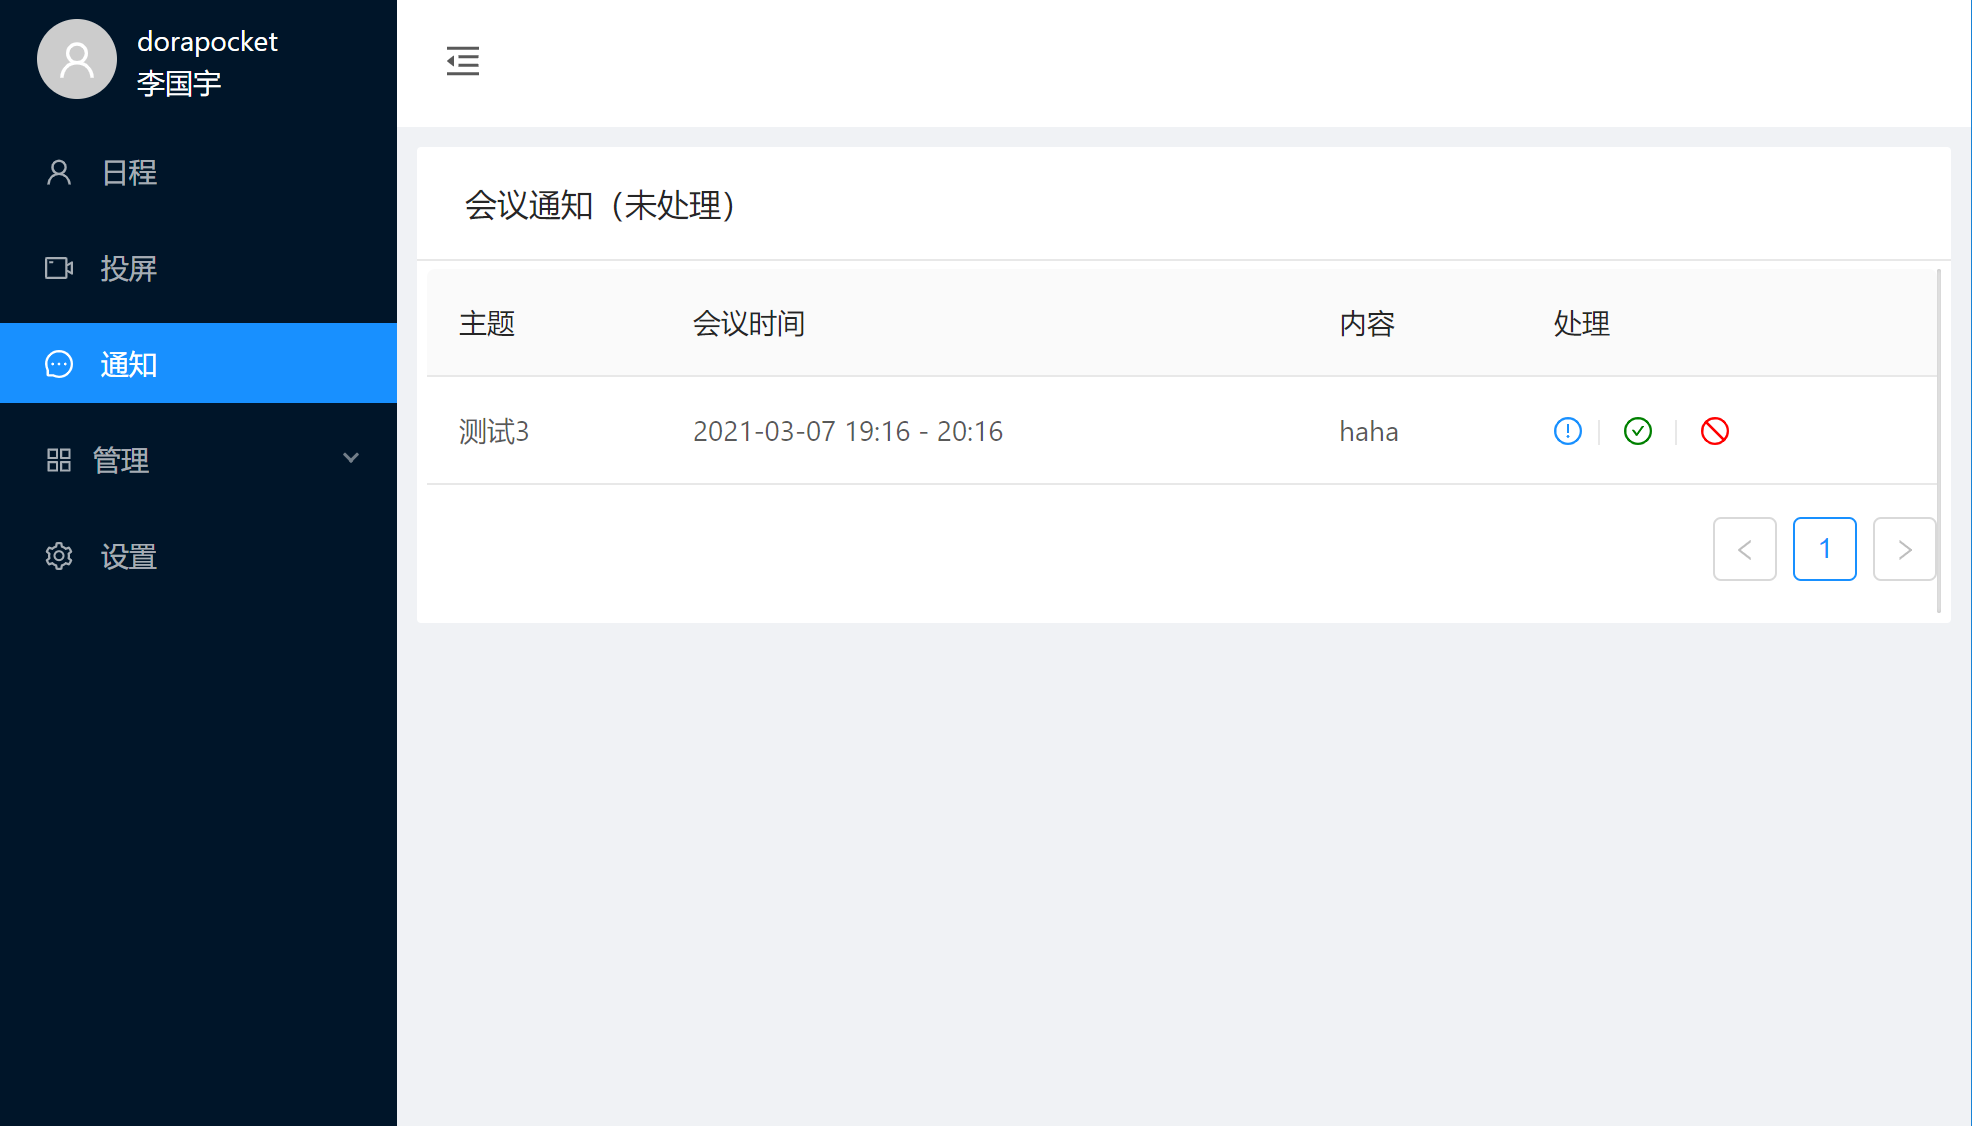 dorapocket
李国宇
日程
投屏
通知
管理
设置
会议通知（未处理）
主题 会议时间 内容 处理
测试3 2021-03-07 19:16 - 20:16 haha
1